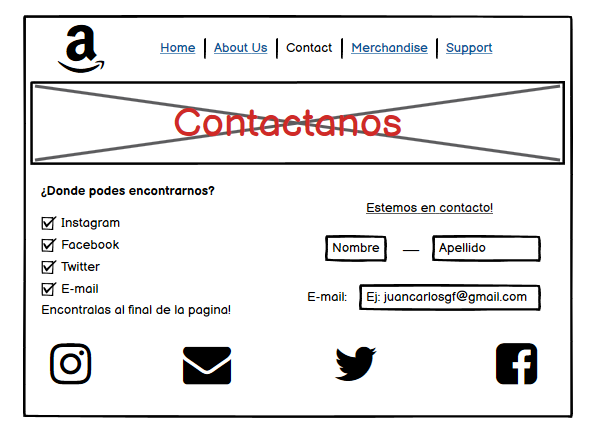 a
Home | About Us | Contact | Merchandise | Support
Contactanos
¿Donde podes encontrarnos?
Instagram
Facebook
Twitter
E-mail
Encontralas al final de la pagina!
Estemos en contacto!
Nombre — Apellido
E-mail: Ej: juancarlosgf@gmail.com